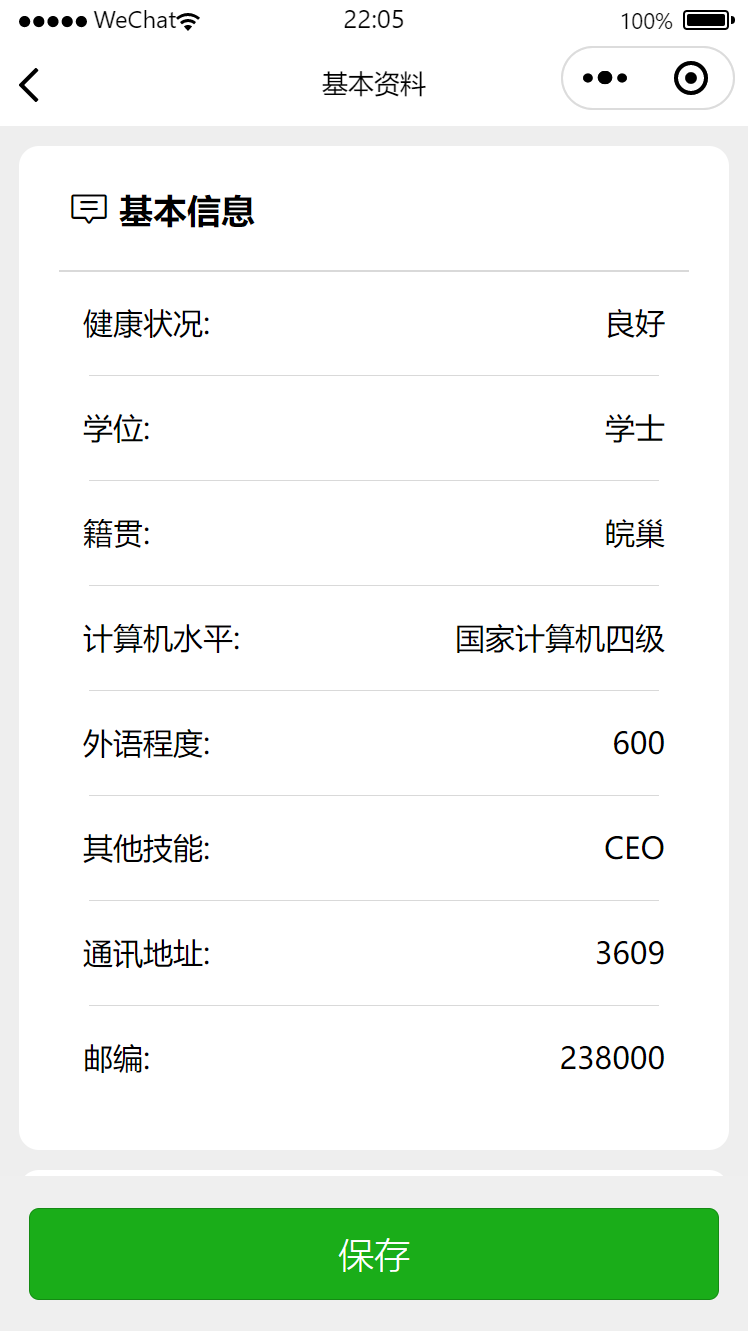 WeChat 22:05 100%
基本资料
基本信息
健康状况: 良好
学位: 学士
籍贯: 皖巢
计算机水平: 国家计算机四级
外语程度: 600
其他技能: CEO
通讯地址: 3609
邮编: 238000
保存